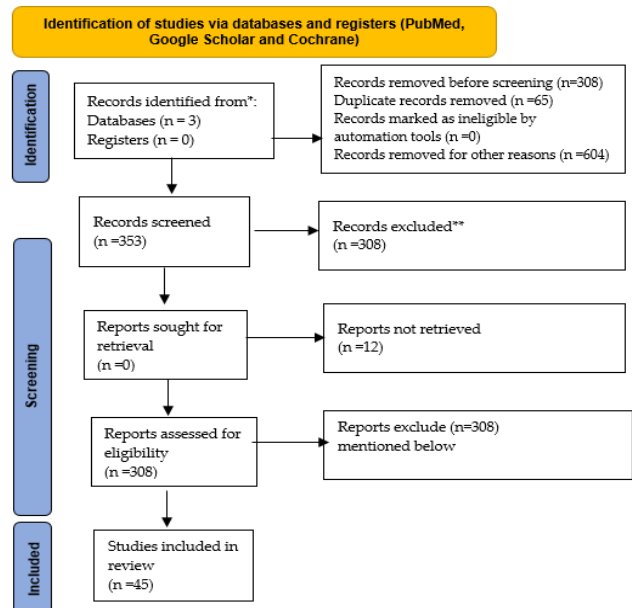 Identification of studies via databases and registers (PubMed,
Google Scholar and Cochrane)
Identification
Records identified from*:
Databases (n = 3)
Registers (n = 0)
Records removed before screening (n=308)
Duplicate records removed (n =65)
Records marked as ineligible by
automation tools (n =0)
Records removed for other reasons (n =604)
Screening
Records screened
(n =353)
Records excluded**
(n =308)
Reports sought for
retrieval
(n =0)
Reports not retrieved
(n =12)
Reports assessed for
eligibility
(n =308)
Reports exclude (n=308)
mentioned below
Included
Studies included in
review
(n =45)